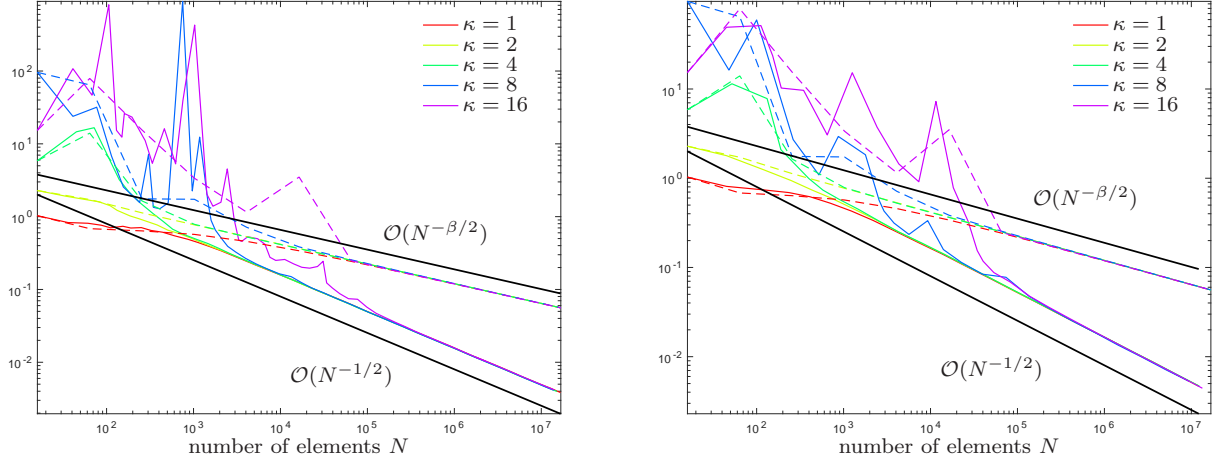 10^2
10^1
10^0
10^-1
10^-2
κ = 1
κ = 2
κ = 4
κ = 8
κ = 16
O(N^{-β/2})
O(N^{-1/2})
10^2 10^3 10^4 10^5 10^6 10^7
number of elements N
10^1
10^0
10^-1
10^-2
κ = 1
κ = 2
κ = 4
κ = 8
κ = 16
O(N^{-β/2})
O(N^{-1/2})
10^2 10^3 10^4 10^5 10^6 10^7
number of elements N